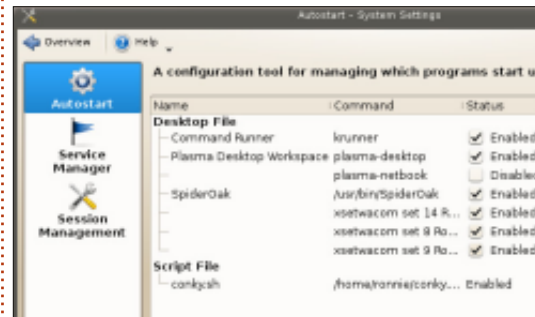 Autostart – System Settings
Overview Help
A configuration tool for managing which programs start u
Autostart
Service Manager
Session Management
Name Command Status
Desktop File
Command Runner krunner Enabled
Plasma Desktop Workspace plasma-desktop Enabled
plasma-netbook Disabled
SpiderOak /usr/bin/SpiderOak Enabled
xsetwacom set 14 R... Enabled
xsetwacom set 8 Ro... Enabled
xsetwacom set 9 Ro... Enabled
Script File
conky.sh /home/ronnie/conky... Enabled